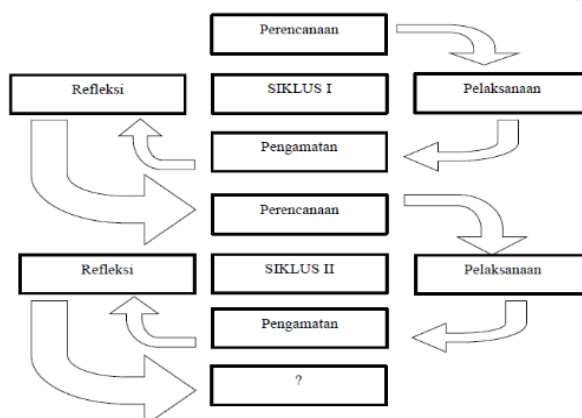 Perencanaan
Refleksi
SIKLUS I
Pelaksanaan
Pengamatan
Perencanaan
Refleksi
SIKLUS II
Pelaksanaan
Pengamatan
?